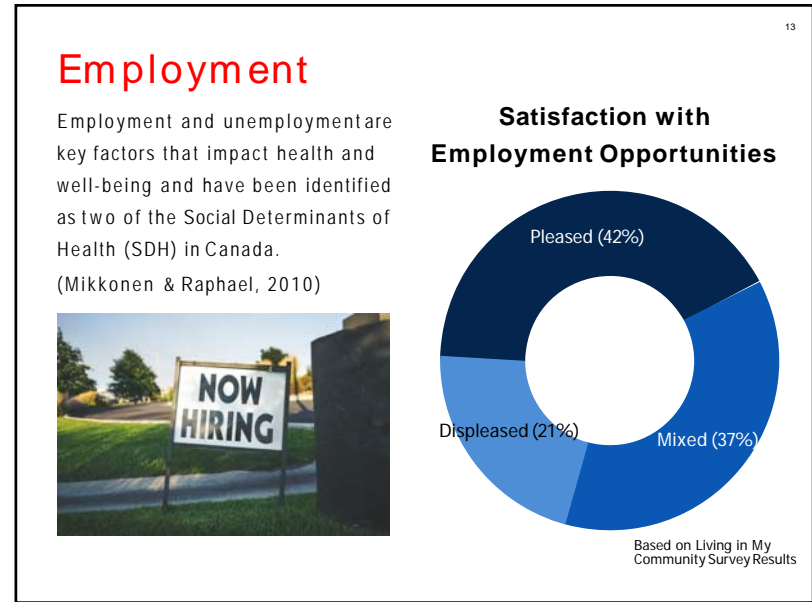 13
Employment
Employment and unemployment are
key factors that impact health and
well-being and have been identified
as two of the Social Determinants of
Health (SDH) in Canada.
(Mikkonen & Raphael, 2010)
NOW
HIRING
Satisfaction with
Employment Opportunities
Pleased (42%)
Displeased (21%)
Mixed (37%)
Based on Living in My
Community Survey Results